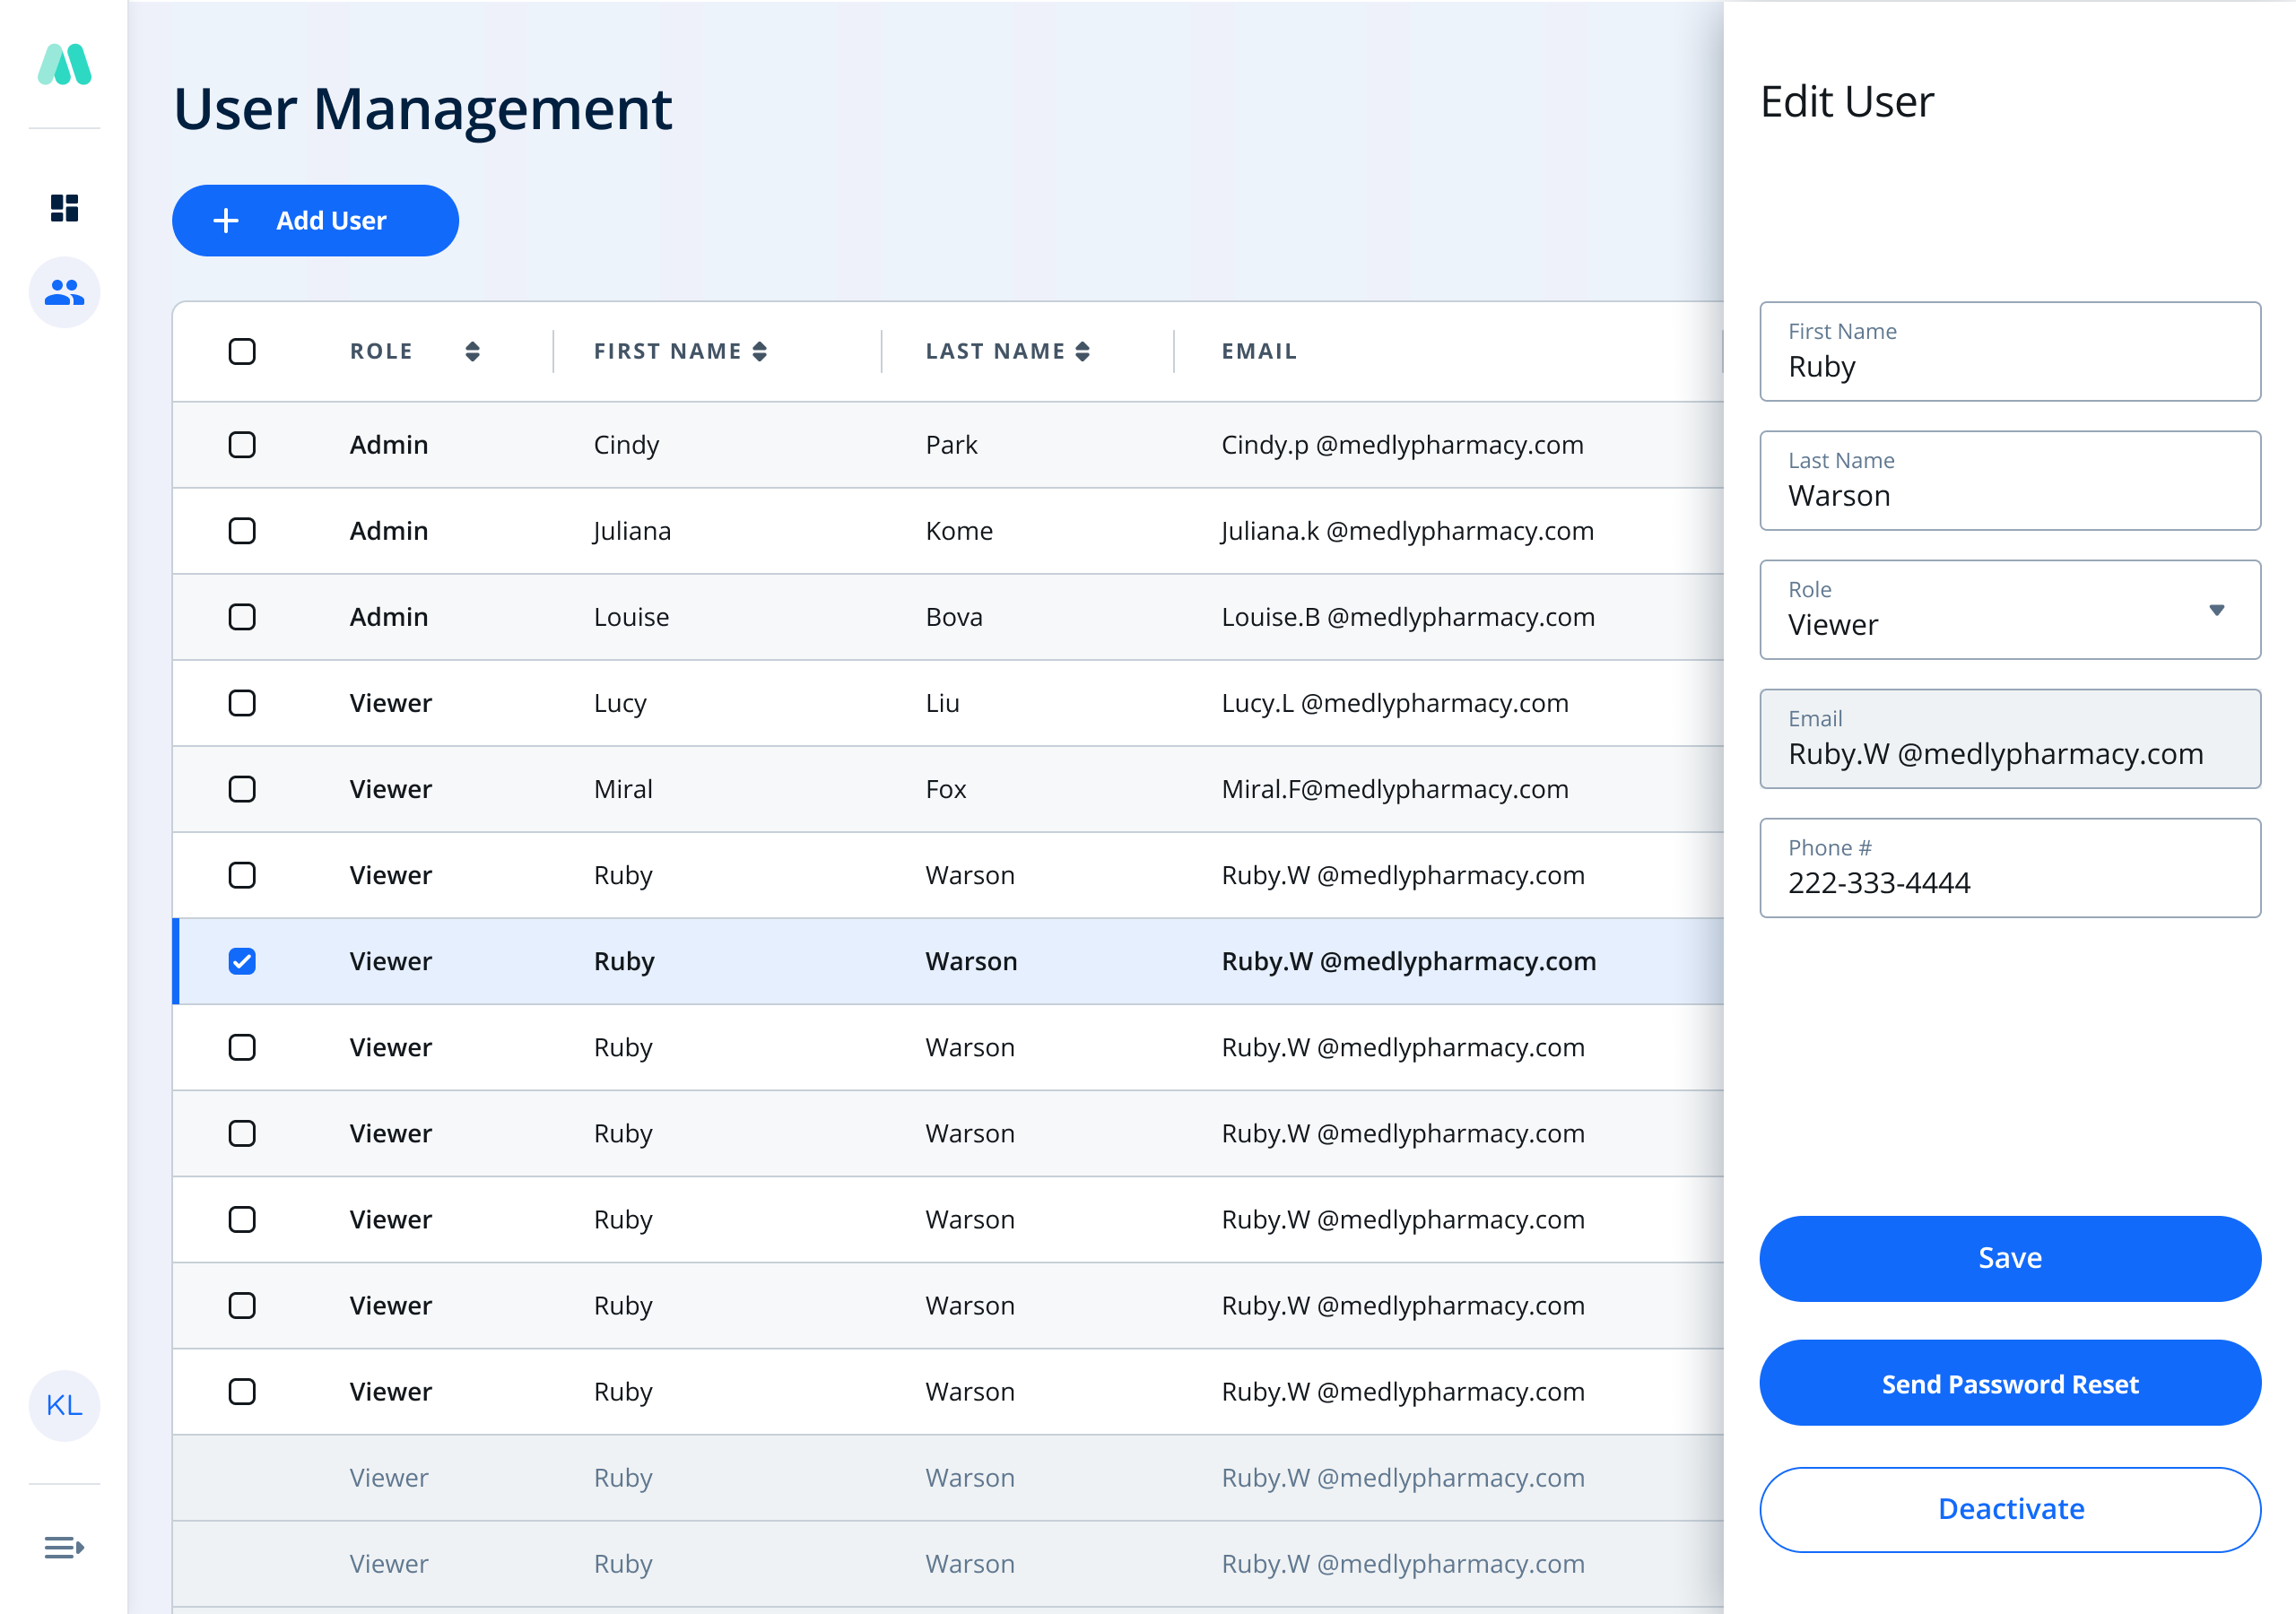 User Management
Add User
ROLE FIRST NAME LAST NAME EMAIL
Admin Cindy Park Cindy.p @medlypharmacy.com
Admin Juliana Kome Juliana.k @medlypharmacy.com
Admin Louise Bova Louise.B @medlypharmacy.com
Viewer Lucy Liu Lucy.L @medlypharmacy.com
Viewer Miral Fox Miral.F@medlypharmacy.com
Viewer Ruby Warson Ruby.W @medlypharmacy.com
Viewer Ruby Warson Ruby.W @medlypharmacy.com
Viewer Ruby Warson Ruby.W @medlypharmacy.com
Viewer Ruby Warson Ruby.W @medlypharmacy.com
Viewer Ruby Warson Ruby.W @medlypharmacy.com
Viewer Ruby Warson Ruby.W @medlypharmacy.com
Viewer Ruby Warson Ruby.W @medlypharmacy.com
Viewer Ruby Warson Ruby.W @medlypharmacy.com
Viewer Ruby Warson Ruby.W @medlypharmacy.com
KL
Edit User
First Name
Ruby
Last Name
Warson
Role
Viewer
Email
Ruby.W @medlypharmacy.com
Phone #
222-333-4444
Save
Send Password Reset
Deactivate